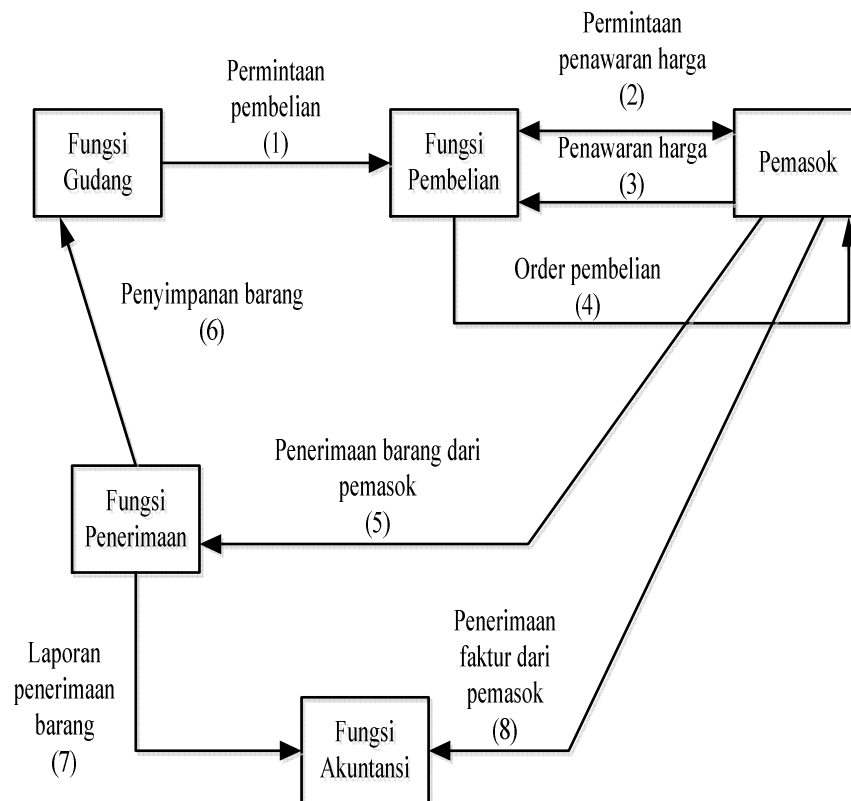 Permintaan
penawaran harga
(2)
Permintaan
pembelian
(1)
Fungsi
Gudang
Fungsi
Pembelian
Penawaran harga
(3)
Pemasok
Order pembelian
(4)
Penyimpanan barang
(6)
Penerimaan barang dari
pemasok
(5)
Fungsi
Penerimaan
Laporan
penerimaan
barang
(7)
Penerimaan
faktur dari
pemasok
(8)
Fungsi
Akuntansi